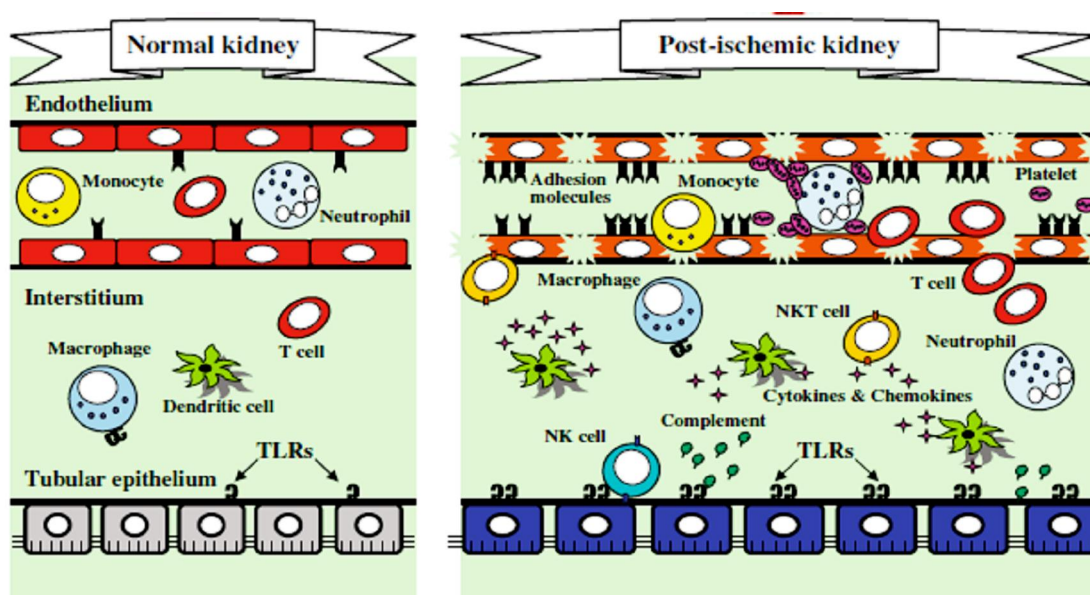 Normal kidney
Endothelium
Monocyte
Neutrophil
Interstitium
Macrophage
T cell
Dendritic cell
TLRs
Tubular epithelium
Post-ischemic kidney
Adhesion
molecules
Monocyte
Platelet
Macrophage
T cell
NKT cell
Neutrophil
Cytokines & Chemokines
Complement
NK cell
TLRs